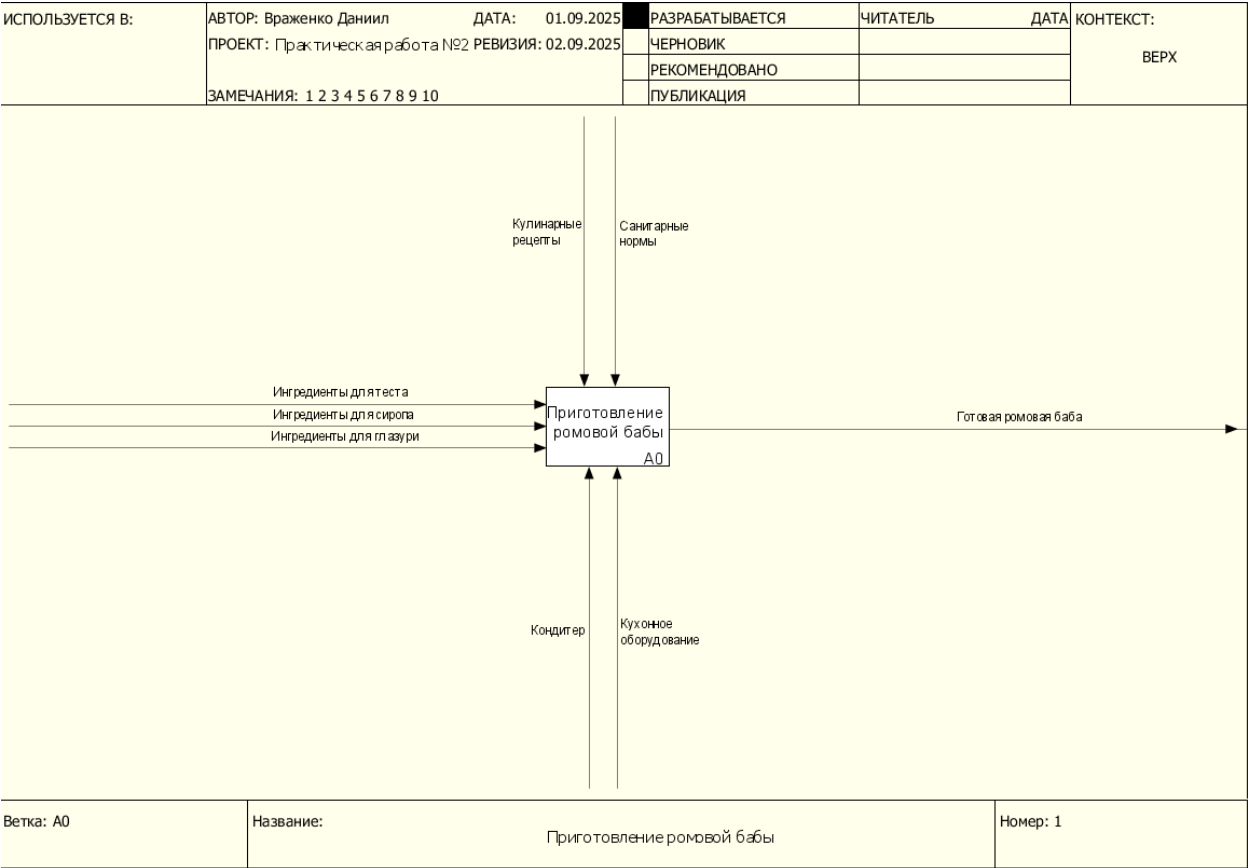 ИСПОЛЬЗУЕТСЯ В:
АВТОР: Враженко Даниил ДАТА: 01.09.2025
ПРОЕКТ: Практическая работа №2 РЕВИЗИЯ: 02.09.2025
ЗАМЕЧАНИЯ: 1 2 3 4 5 6 7 8 9 10
РАЗРАБАТЫВАЕТСЯ
ЧЕРНОВИК
РЕКОМЕНДОВАНО
ПУБЛИКАЦИЯ
ЧИТАТЕЛЬ ДАТА
КОНТЕКСТ:
ВЕРХ
Кулинарные
рецепты
Санитарные
нормы
Ингредиенты для теста
Ингредиенты для сиропа
Ингредиенты для глазури
Приготовление
ромовой бабы
A0
Готовая ромовая баба
Кондитер
Кухонное
оборудование
Ветка: A0
Название:
Приготовление ромовой бабы
Номер: 1